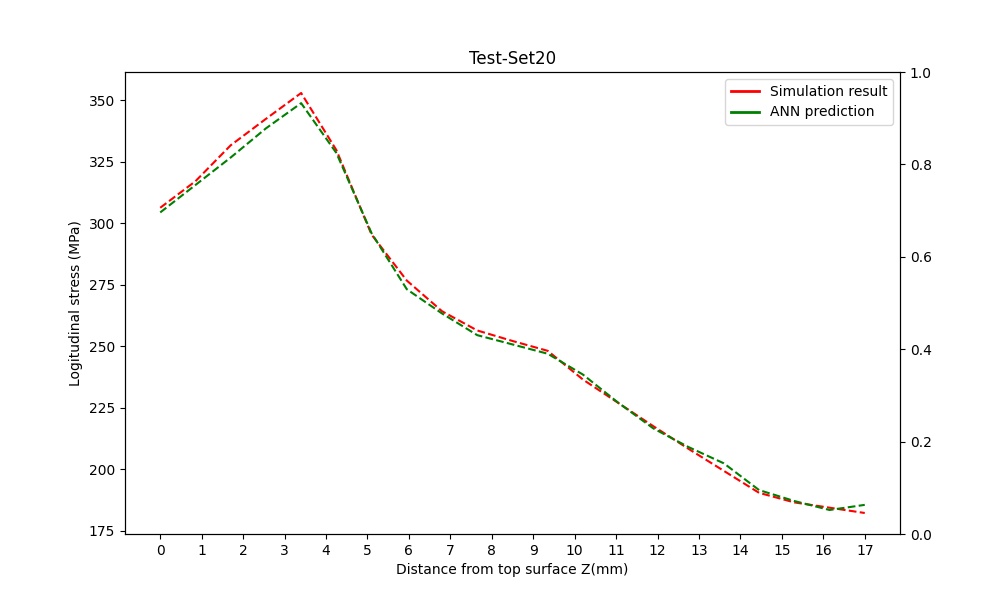 Test-Set20
Simulation result
ANN prediction
Logitudinal stress (MPa)
350
325
300
275
250
225
200
175
1.0
0.8
0.6
0.4
0.2
0.0
0 1 2 3 4 5 6 7 8 9 10 11 12 13 14 15 16 17
Distance from top surface Z(mm)